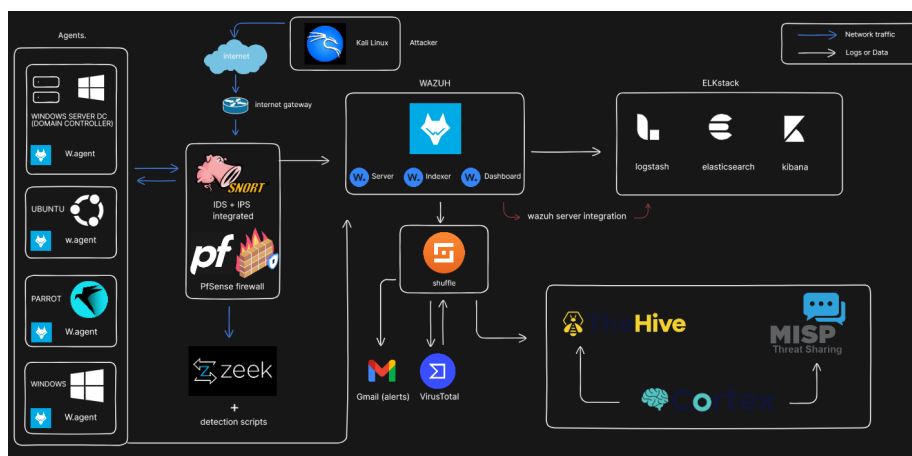 Agents.
WINDOWS SERVER DC
(DOMAIN CONTROLLER)
W.agent
UBUNTU
w.agent
PARROT
W.agent
WINDOWS
W.agent
Internet
internet gateway
Kali Linux
Attacker
SNORT
IDS + IPS
integrated
pf
PfSense firewall
zeek
+
detection scripts
WAZUH
W. Server
W. Indexer
W. Dashboard
wazuh server integration
shuffle
Gmail (alerts)
VirusTotal
ELKstack
logstash
elasticsearch
kibana
Network traffic
Logs or Data
TheHive
MISP
Threat Sharing
Cortex